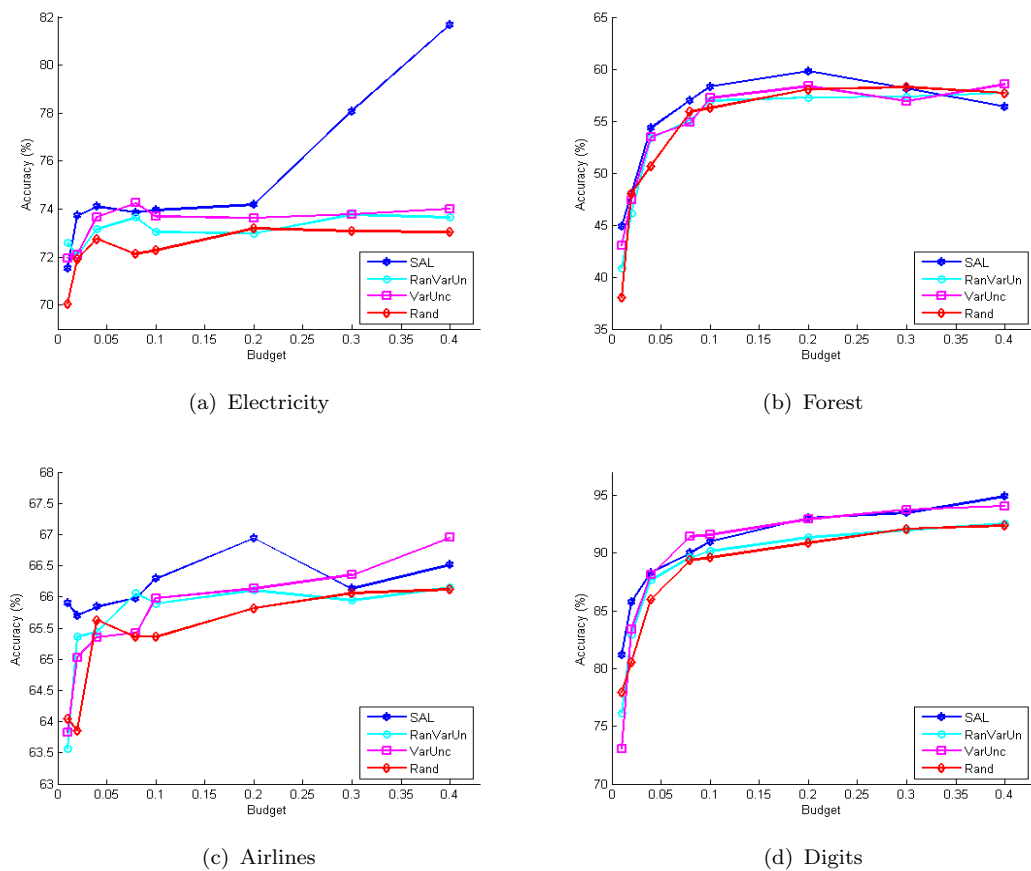 82
80
78
76
74
72
70
Accuracy (%)
0 0.05 0.1 0.15 0.2 0.25 0.3 0.35 0.4
Budget
SAL
RanVarUn
VarUnc
Rand
(a) Electricity
65
60
55
50
45
40
35
Accuracy (%)
0 0.05 0.1 0.15 0.2 0.25 0.3 0.35 0.4
Budget
SAL
RanVarUn
VarUnc
Rand
(b) Forest
68
67.5
67
66.5
66
65.5
65
64.5
64
63.5
63
Accuracy (%)
0 0.05 0.1 0.15 0.2 0.25 0.3 0.35 0.4
Budget
SAL
RanVarUn
VarUnc
Rand
(c) Airlines
95
90
85
80
75
70
Accuracy (%)
0 0.05 0.1 0.15 0.2 0.25 0.3 0.35 0.4
Budget
SAL
RanVarUn
VarUnc
Rand
(d) Digits